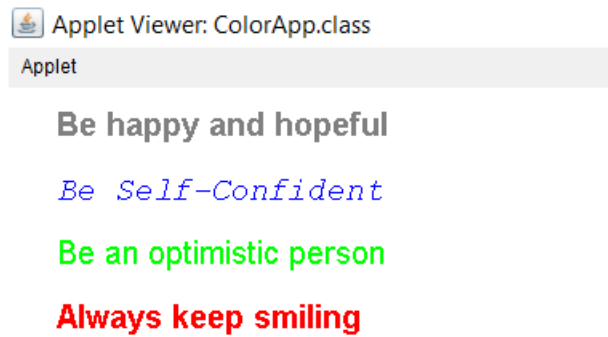 Applet Viewer: ColorApp.class
Applet
Be happy and hopeful
Be Self-Confident
Be an optimistic person
Always keep smiling